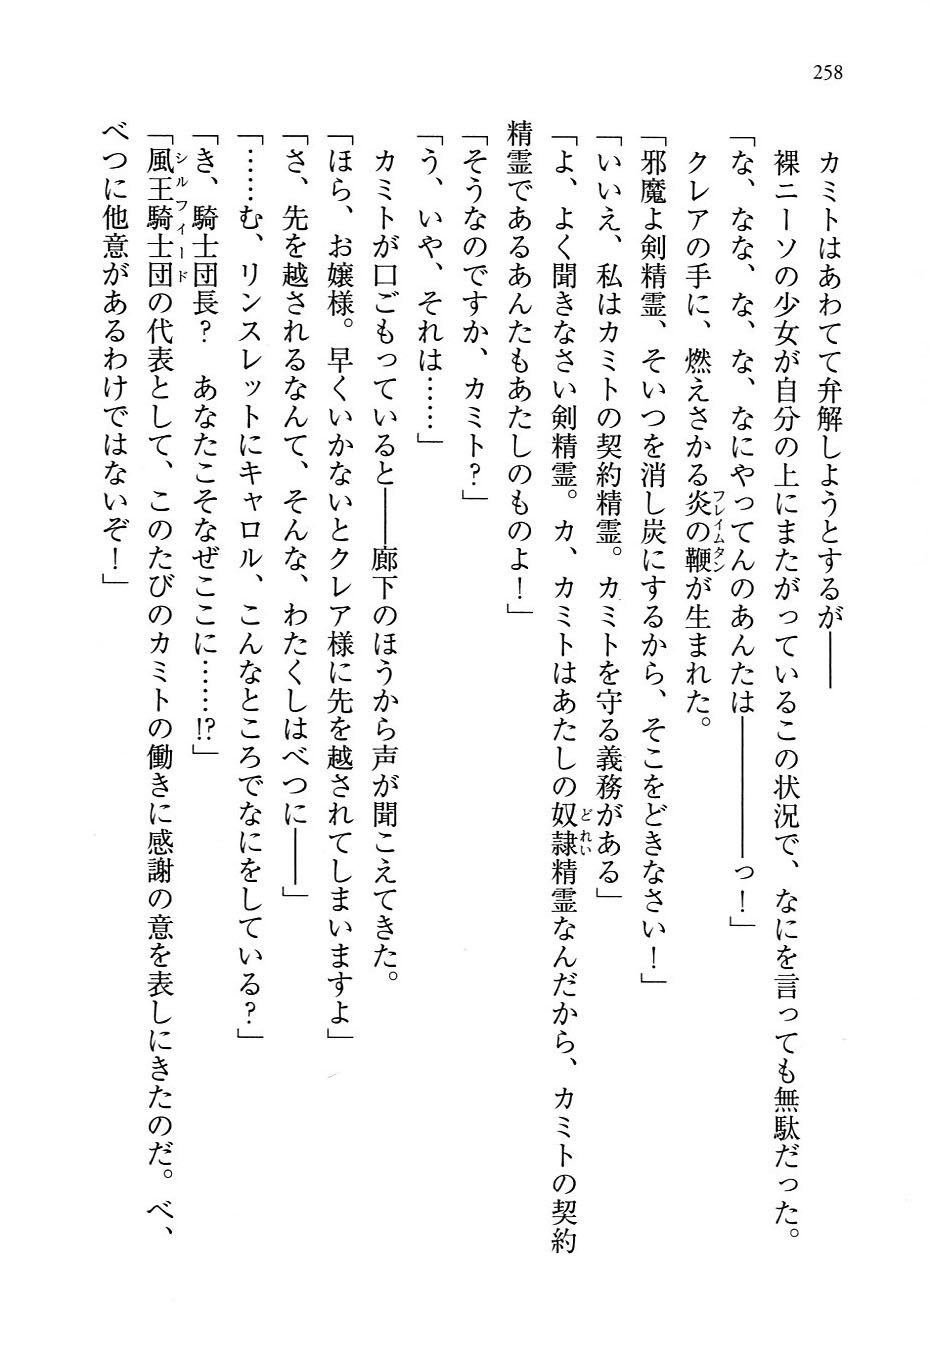 258
カミトはあわてて弁解しようとするが――
裸ニーソの少女が自分の上にまたがっているこの状況で、なにを言っても無駄だった。
「な、なな、な、な、なにやってんのあんたは―――――っ！」
クレアの手に、燃えさかる炎の鞭が生まれた。
フレイムタン
「邪魔よ剣精霊、そいつを消し炭にするから、そこをどきなさい！」
「いいえ、私はカミトの契約精霊。カミトを守る義務がある」
「よ、よく聞きなさい剣精霊。カ、カミトはあたしの奴隷精霊なんだから、カミトの契約
どれい
精霊であるあんたもあたしのものよ！」
「そうなのですか、カミト？」
「う、いや、それは……」
カミトが口ごもっていると――廊下のほうから声が聞こえてきた。
「ほら、お嬢様。早くいかないとクレア様に先を越されてしまいますよ」
「さ、先を越されるなんて、そんな、わたくしはべつに――」
「……む、リンスレットにキャロル、こんなところでなにをしている？」
「き、騎士団長？　あなたこそなぜここに……!?」
「風王騎士団の代表として、このたびのカミトの働きに感謝の意を表しにきたのだ。べ、
シルフィード
べつに他意があるわけではないぞ！」